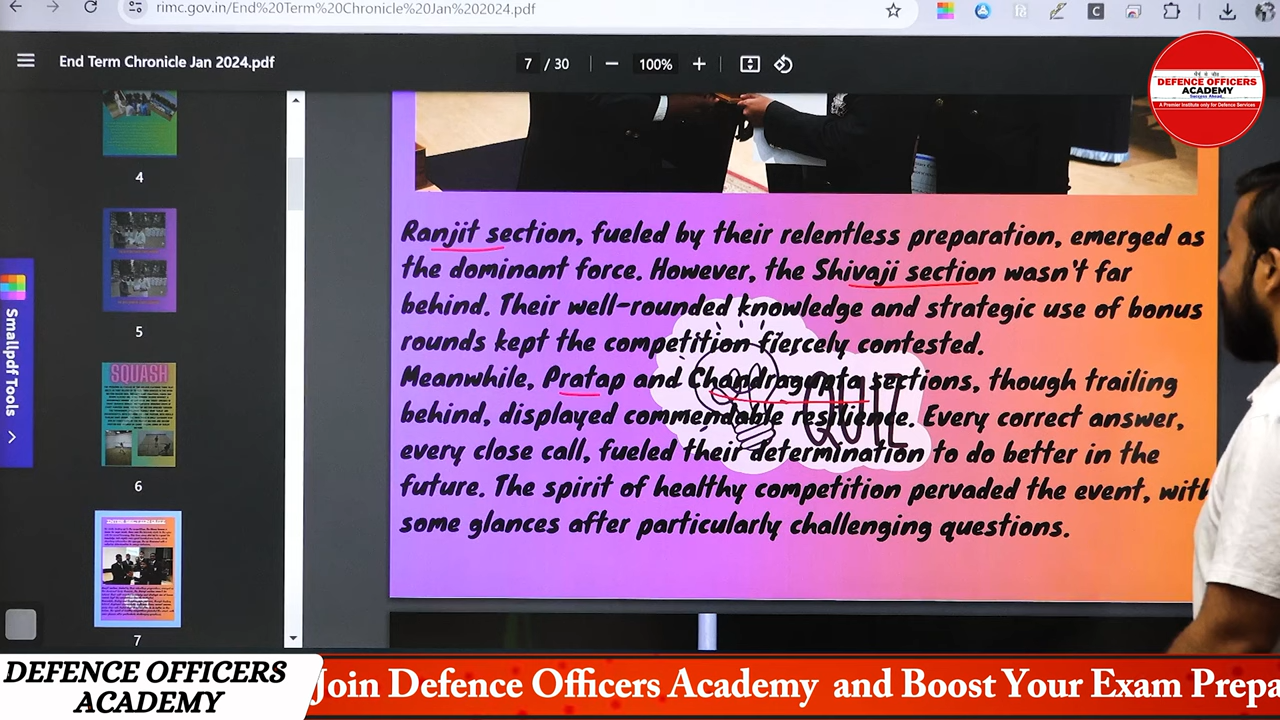 rimc.gov.in/End%20Term%20Chronicle%20Jan%202024.pdf
End Term Chronicle Jan 2024.pdf
7 / 30
100%
DEFENCE OFFICERS
ACADEMY
Success Ahead..
A Premier Institute only for Defence Services
4
5
SQUASH
6
7
Smallpdf Tools
Ranjit section, fueled by their relentless preparation, emerged as
the dominant force. However, the Shivaji section wasn't far
behind. Their well-rounded knowledge and strategic use of bonus
rounds kept the competition fiercely contested.
Meanwhile, Pratap and Chandragupta sections, though trailing
behind, displayed commendable resilience. Every correct answer,
every close call, fueled their determination to do better in the
future. The spirit of healthy competition pervaded the event, with
some glances after particularly challenging questions.
QUIZ
DEFENCE OFFICERS
ACADEMY
Join Defence Officers Academy and Boost Your Exam Prepa